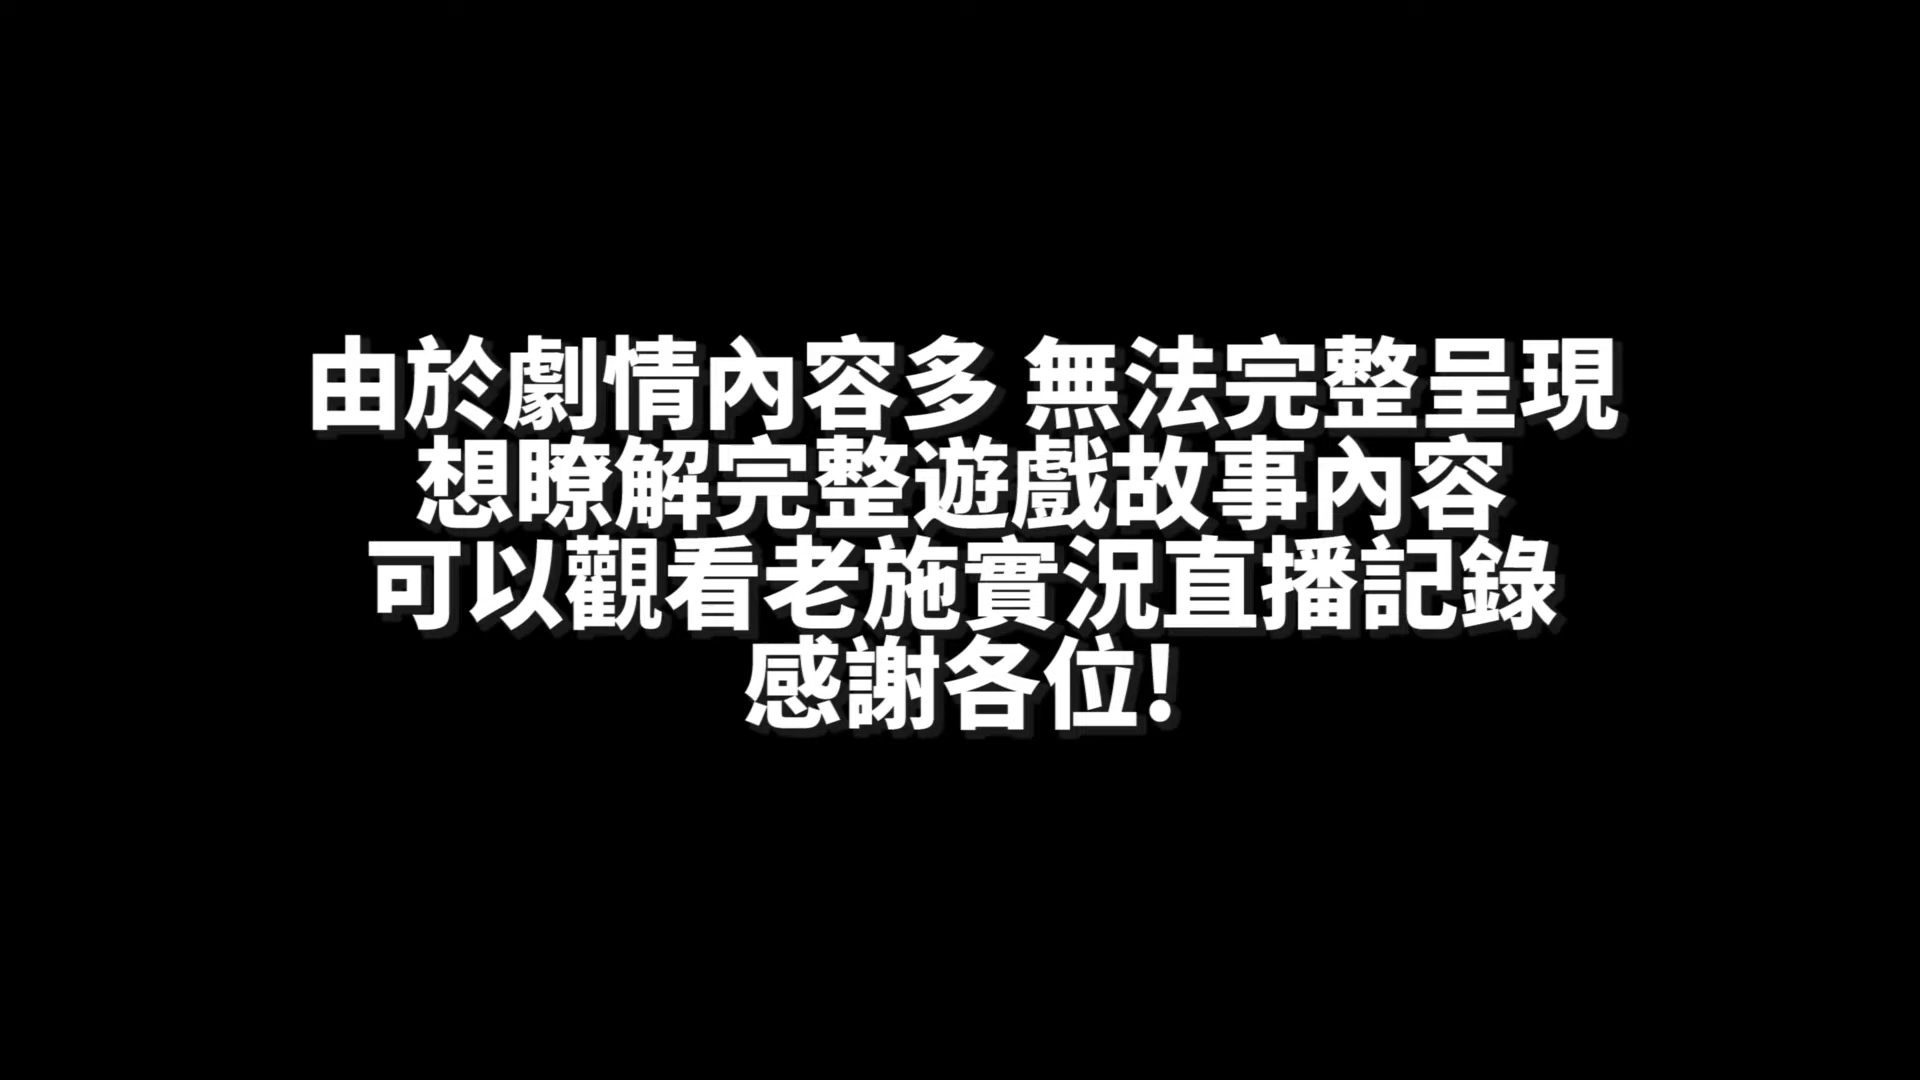 由於劇情內容多 無法完整呈現
想瞭解完整遊戲故事內容
可以觀看老施實況直播記錄
感謝各位!